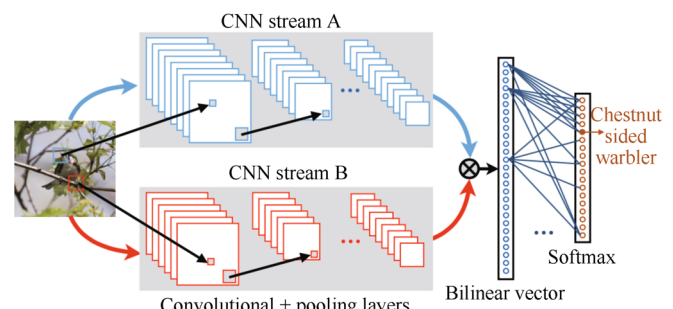 CNN stream A
CNN stream B
Convolutional + pooling layers
Bilinear vector
Softmax
Chestnut
sided
warbler